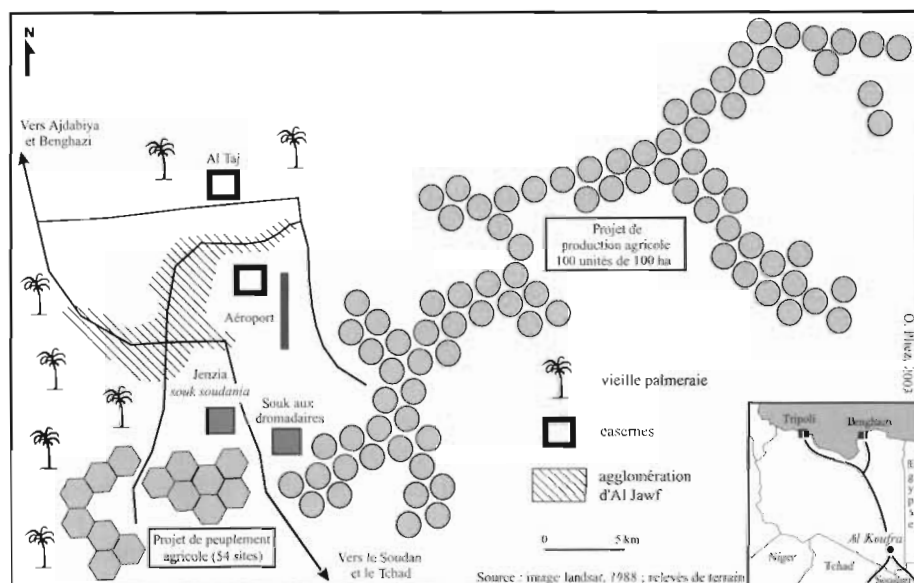 N
Vers Ajdabiya
et Benghazi
Al Taj
Projet de
production agricole
100 unités de 100 ha
Aéroport
Jenzia
souk soudania
Souk aux
dromadaires
vieille palmeraie
casernes
agglomération
d'Al Jawf
Projet de peuplement
agricole (54 sites)
0 5 km
Vers le Soudan
et le Tchad
Source : image landsat, 1988 ; relevés de terrain
2003
Tripoli
Benghazi
Al Koufra
Niger
Tchad